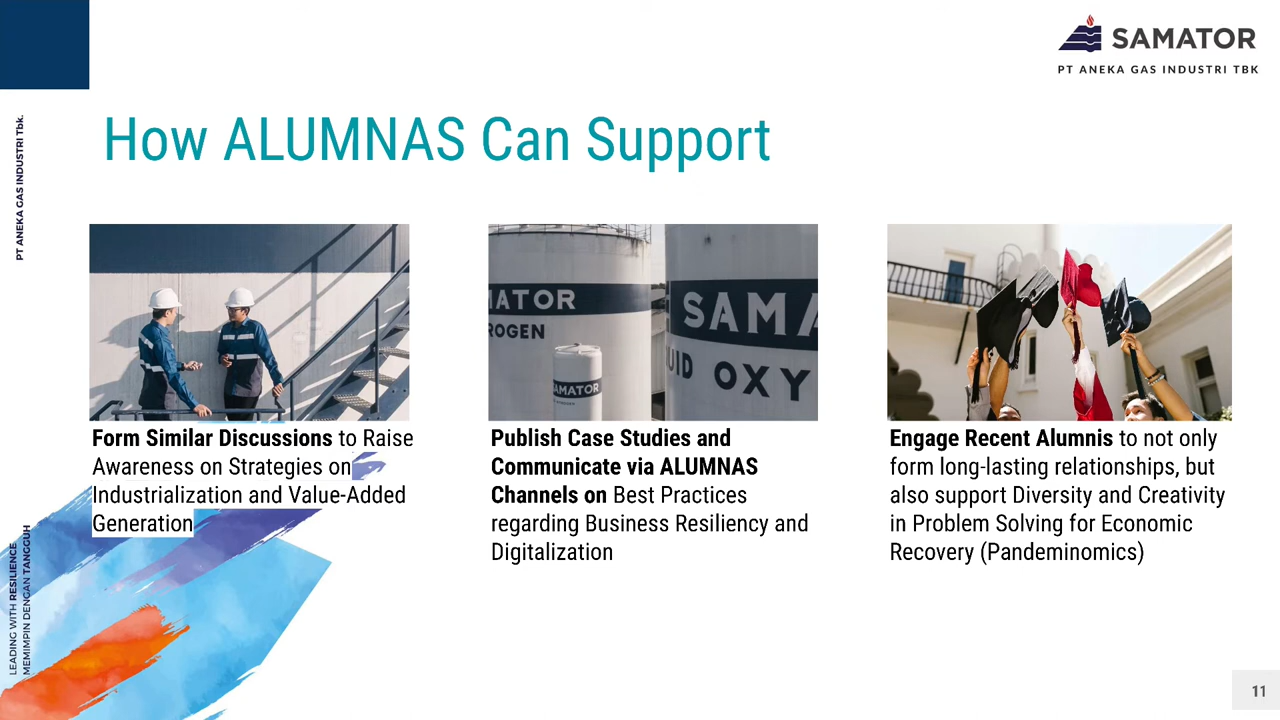 SAMATOR
PT ANEKA GAS INDUSTRI TBK
PT ANEKA GAS INDUSTRI Tbk.
How ALUMNAS Can Support
ATOR
ROGEN
SAMATOR
SAMA
UID OXY
Form Similar Discussions to Raise
Awareness on Strategies on
Industrialization and Value-Added
Generation
Publish Case Studies and
Communicate via ALUMNAS
Channels on Best Practices
regarding Business Resiliency and
Digitalization
Engage Recent Alumnis to not only
form long-lasting relationships, but
also support Diversity and Creativity
in Problem Solving for Economic
Recovery (Pandeminomics)
LEADING WITH RESILIENCE
MEMIMPIN DENGAN TANGGUH
11